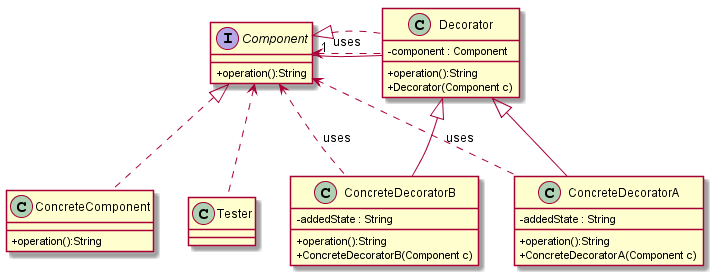 I Component
+operation():String
uses
1
C Decorator
-component : Component
+operation():String
+Decorator(Component c)
uses
uses
C ConcreteComponent
+operation():String
C Tester
C ConcreteDecoratorB
-addedState : String
+operation():String
+ConcreteDecoratorB(Component c)
C ConcreteDecoratorA
-addedState : String
+operation():String
+ConcreteDecoratorA(Component c)